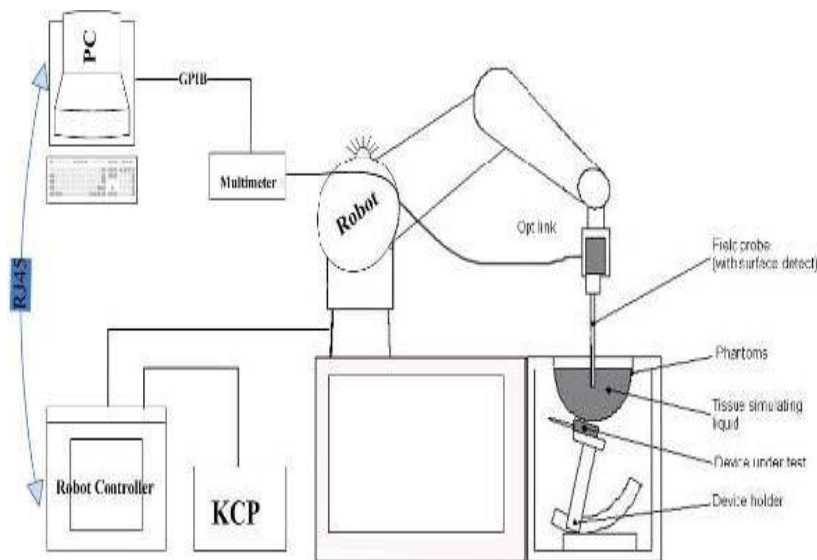 PC
GPIB
Multimeter
Robot
Opt link
Field probe
(with surface detect)
RJ45
Phantoms
Tissue simulating
liquid
Device under test
Device holder
Robot Controller
KCP